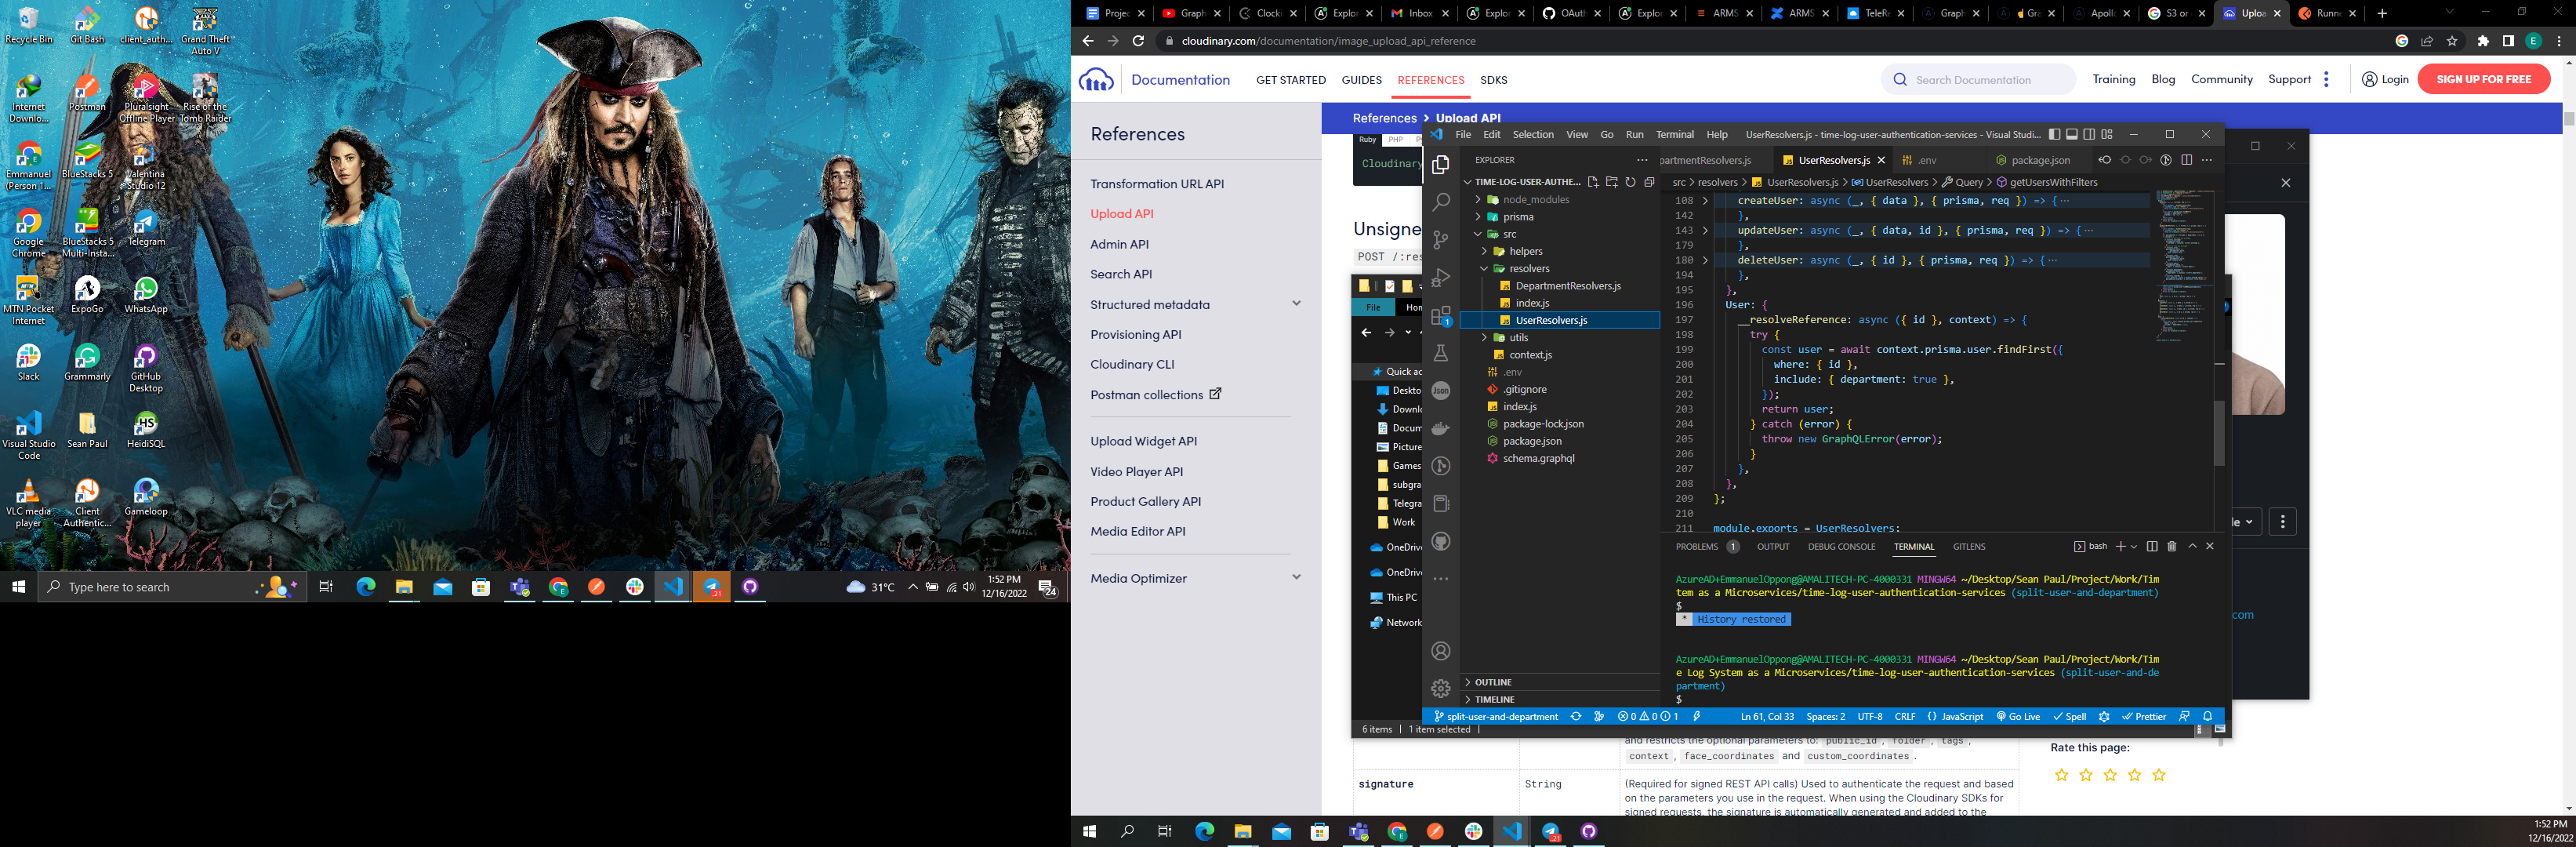 Recycle Bin
Git Bash
client_auth...
Grand Theft Auto V
Internet Downlo...
Postman
Pluralsight Offline Player
Rise of the Tomb Raider
Emmanuel (Person 1...
BlueStacks 5
Valentina Studio 12
Google Chrome
BlueStacks 5 Multi-Insta...
Telegram
MTN Pocket Internet
ExpoGo
WhatsApp
Slack
Grammarly
GitHub Desktop
Visual Studio Code
Sean Paul
HeidiSQL
VLC media player
Client Authentic...
Gameloop
Type here to search
31°C
1:52 PM
12/16/2022
24
Projec
Graph
Clocki
Explor
Inbox
Explor
OAuth
Explor
ARMS
ARMS
TeleRe
Graph
Gra
Apollo
S3 or
Uploa
Runne
cloudinary.com/documentation/image_upload_api_reference
Documentation
GET STARTED
GUIDES
REFERENCES
SDKS
Search Documentation
Training
Blog
Community
Support
Login
SIGN UP FOR FREE
References
Transformation URL API
Upload API
Admin API
Search API
Structured metadata
Provisioning API
Cloudinary CLI
Postman collections
Upload Widget API
Video Player API
Product Gallery API
Media Editor API
Media Optimizer
References > Upload API
Ruby
PHP
Cloudinary
Unsigne
POST /:res
File
Hom
Quick ac
Deskto
Downlo
Docum
Picture
Games
subgra
Telegra
Work
OneDriv
OneDriv
This PC
Network
6 items
1 item selected
File Edit Selection View Go Run Terminal Help
UserResolvers.js - time-log-user-authentication-services - Visual Studi...
EXPLORER
TIME-LOG-USER-AUTHE...
node_modules
prisma
src
helpers
resolvers
DepartmentResolvers.js
index.js
UserResolvers.js
utils
context.js
.env
.gitignore
index.js
package-lock.json
package.json
schema.graphql
OUTLINE
TIMELINE
partmentResolvers.js
UserResolvers.js
.env
package.json
src > resolvers > UserResolvers.js > UserResolvers > Query > getUsersWithFilters
108 createUser: async (_, { data }, { prisma, req }) => {···
142 },
143 updateUser: async (_, { data, id }, { prisma, req }) => {···
179 },
180 deleteUser: async (_, { id }, { prisma, req }) => {···
194 },
195 },
196 User: {
197 __resolveReference: async ({ id }, context) => {
198 try {
199 const user = await context.prisma.user.findFirst({
200 where: { id },
201 include: { department: true },
202 });
203 return user;
204 } catch (error) {
205 throw new GraphQLError(error);
206 }
207 },
208 },
209 };
210
211 module.exports = UserResolvers;
PROBLEMS 1 OUTPUT DEBUG CONSOLE TERMINAL GITLENS
bash
AzureAD+EmmanuelOppong@AMALITECH-PC-4000331 MINGW64 ~/Desktop/Sean Paul/Project/Work/Tim
tem as a Microservices/time-log-user-authentication-services (split-user-and-department)
$
* History restored
AzureAD+EmmanuelOppong@AMALITECH-PC-4000331 MINGW64 ~/Desktop/Sean Paul/Project/Work/Tim
e Log System as a Microservices/time-log-user-authentication-services (split-user-and-de
partment)
$
split-user-and-department
0 0 1
Ln 61, Col 33
Spaces: 2
UTF-8
CRLF
JavaScript
Go Live
Spell
Prettier
le
com
and restricts the optional parameters to: public_id, folder, tags,
context, face_coordinates and custom_coordinates.
signature
String
(Required for signed REST API calls) Used to authenticate the request and based
on the parameters you use in the request. When using the Cloudinary SDKs for
signed requests, the signature is automatically generated and added to the
Rate this page:
1:52 PM
12/16/2022